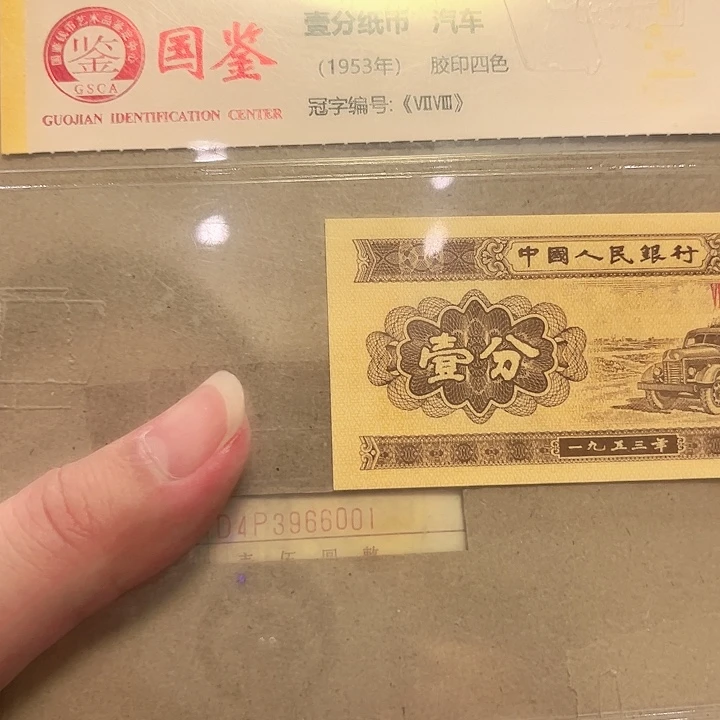 国鉴
GSCA
GUOJIAN IDENTIFICATION CENTER
壹分纸币 汽车
(1953年) 胶印四色
冠字编号:《ⅦⅧ》
中國人民銀行
壹分
一九五三年
D4P3966001